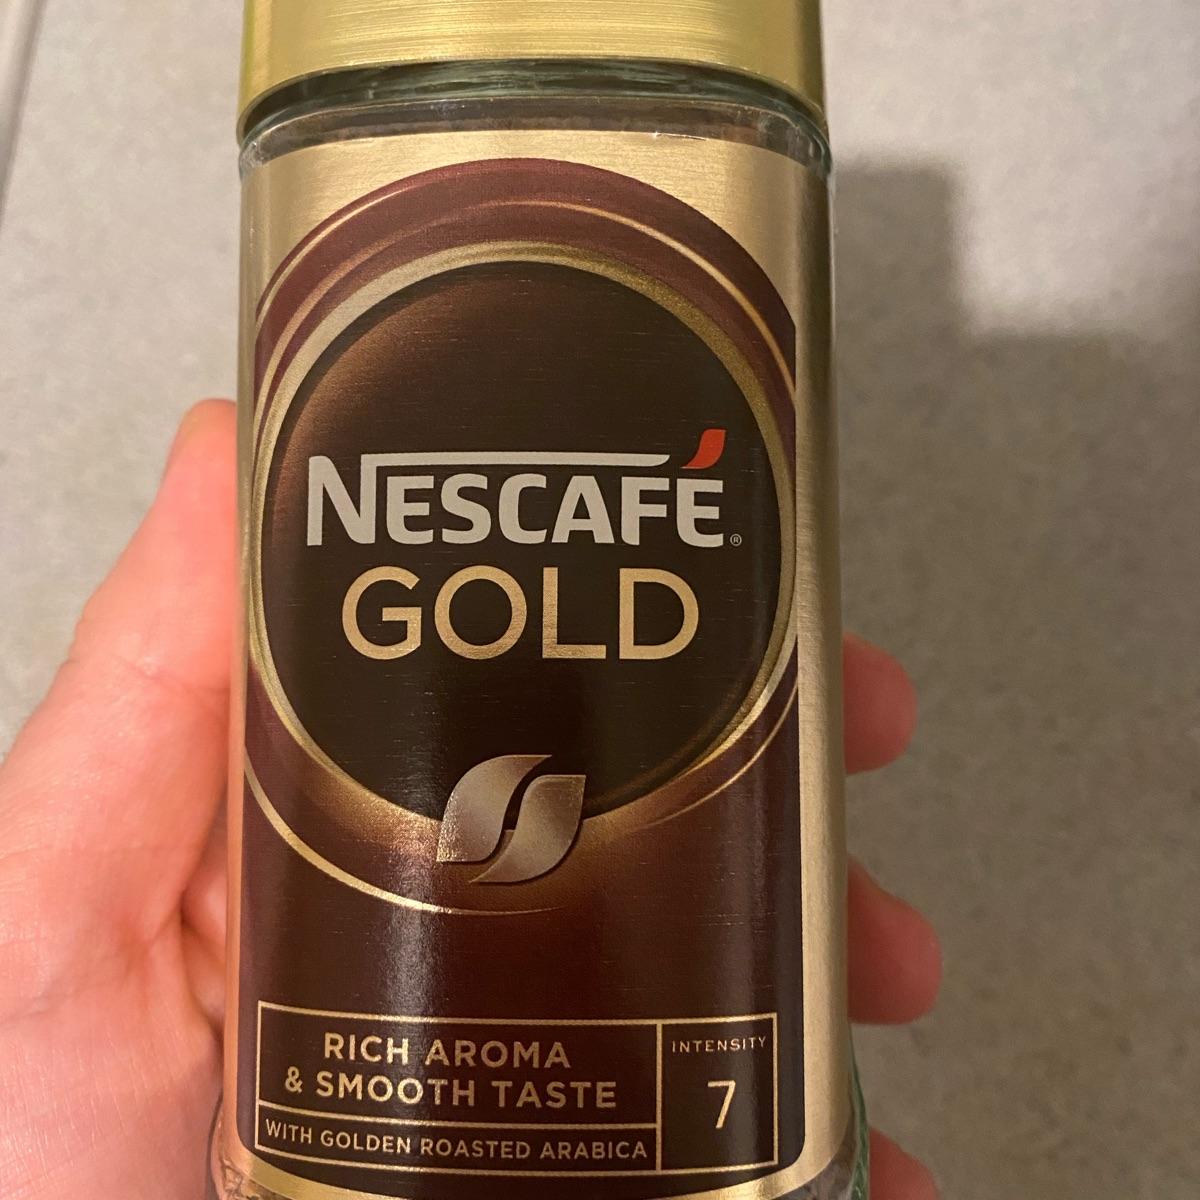 NESCAFÉ®
GOLD
RICH AROMA
& SMOOTH TASTE
WITH GOLDEN ROASTED ARABICA
INTENSITY
7